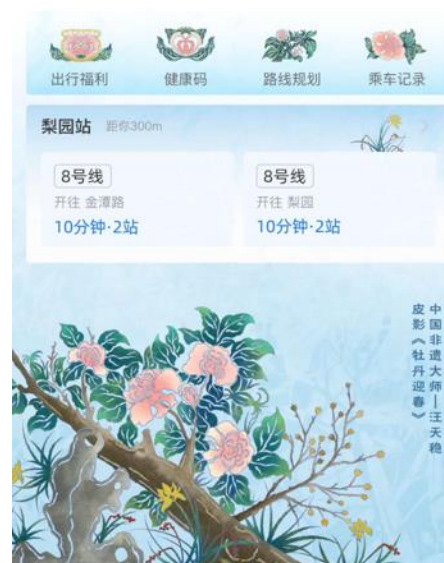 出行福利
健康码
路线规划
乘车记录
梨园站 距你300m
8号线
开往 金潭路
10分钟·2站
8号线
开往 梨园
10分钟·2站
中国非遗大师|汪天稳
皮影《牡丹迎春》